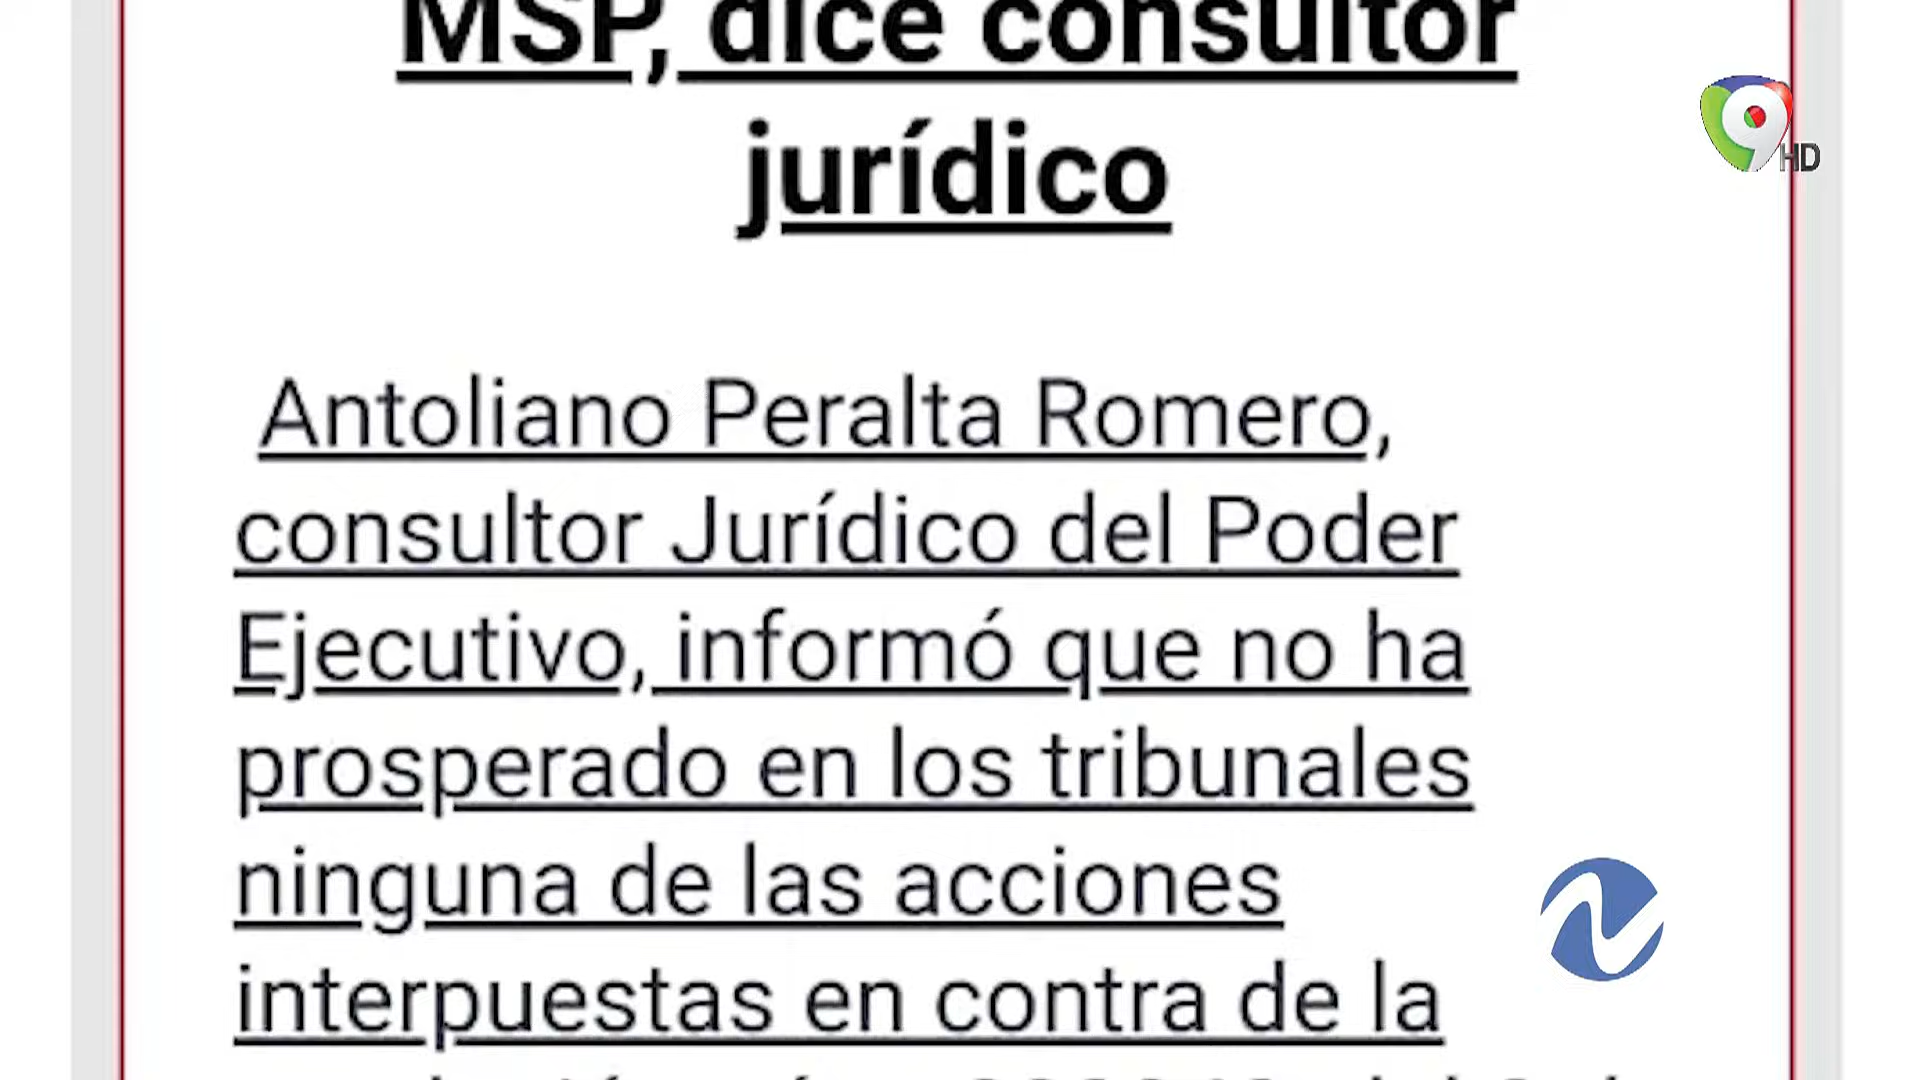 MSP, dice consultor
jurídico
9
HD
Antoliano Peralta Romero,
consultor Jurídico del Poder
Ejecutivo, informó que no ha
prosperado en los tribunales
ninguna de las acciones
interpuestas en contra de la